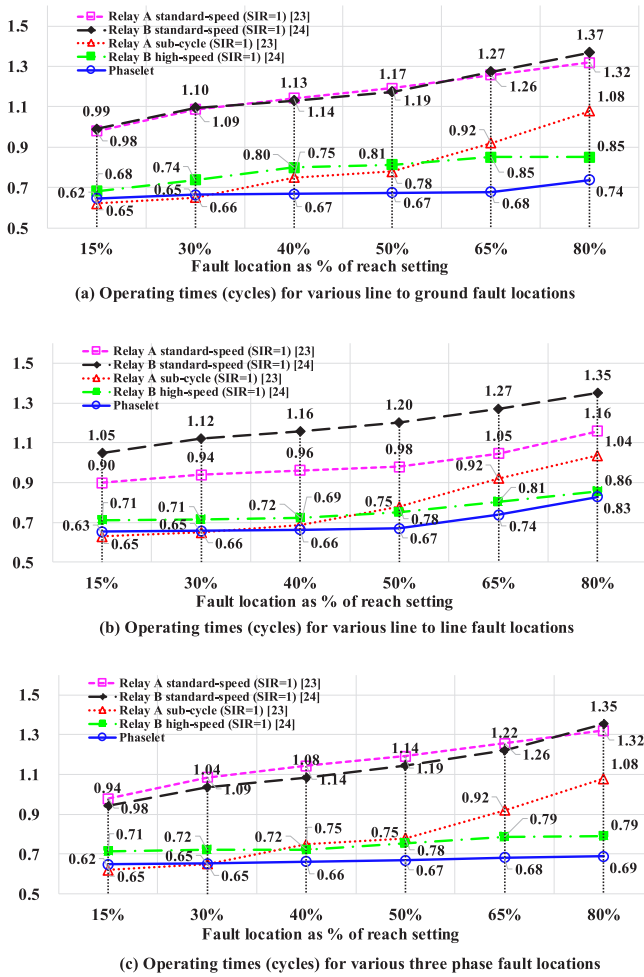 1.5
1.3
1.1
0.9
0.7
0.5
Relay A standard-speed (SIR=1) [23]
Relay B standard-speed (SIR=1) [24]
Relay A sub-cycle (SIR=1) [23]
Relay B high-speed (SIR=1) [24]
Phaselet
0.99 1.10 1.13 1.17 1.27 1.37
0.98 1.09 1.14 1.19 1.26 1.32
0.68 0.74 0.80 0.75 0.81 0.92 1.08
0.62 0.65 0.78 0.85 0.85
0.65 0.66 0.67 0.67 0.68 0.74
15% 30% 40% 50% 65% 80%
Fault location as % of reach setting
(a) Operating times (cycles) for various line to ground fault locations
1.5
1.3
1.1
0.9
0.7
0.5
Relay A standard-speed (SIR=1) [23]
Relay B standard-speed (SIR=1) [24]
Relay A sub-cycle (SIR=1) [23]
Relay B high-speed (SIR=1) [24]
Phaselet
1.05 1.12 1.16 1.20 1.27 1.35
0.90 0.94 0.96 0.98 1.05 1.16
0.71 0.71 0.72 0.69 0.75 0.92 1.04
0.63 0.65 0.78 0.81 0.86
0.65 0.66 0.66 0.67 0.74 0.83
15% 30% 40% 50% 65% 80%
Fault location as % of reach setting
(b) Operating times (cycles) for various line to line fault locations
1.5
1.3
1.1
0.9
0.7
0.5
Relay A standard-speed (SIR=1) [23]
Relay B standard-speed (SIR=1) [24]
Relay A sub-cycle (SIR=1) [23]
Relay B high-speed (SIR=1) [24]
Phaselet
0.94 1.04 1.08 1.14 1.22 1.35
0.98 1.09 1.14 1.19 1.26 1.32
0.71 0.72 0.72 0.75 0.75 0.92 1.08
0.62 0.65 0.78 0.79 0.79
0.65 0.65 0.66 0.67 0.68 0.69
15% 30% 40% 50% 65% 80%
Fault location as % of reach setting
(c) Operating times (cycles) for various three phase fault locations